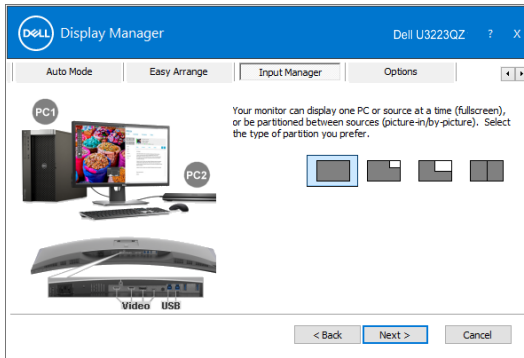 DELL Display Manager
Dell U3223QZ ? X
Auto Mode Easy Arrange Input Manager Options
PC1
Your monitor can display one PC or source at a time (fullscreen),
or be partitioned between sources (picture-in/by-picture). Select
the type of partition you prefer.
PC2
Video USB
< Back Next > Cancel